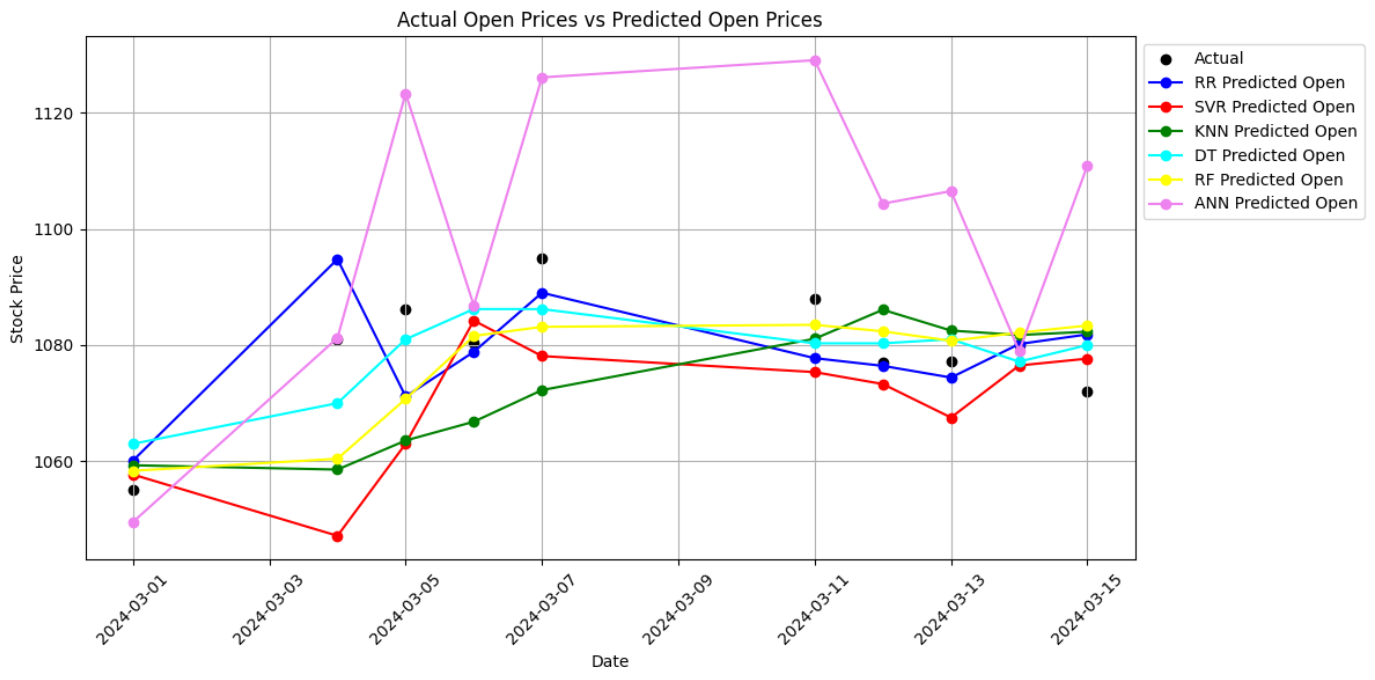 Actual Open Prices vs Predicted Open Prices
Actual
RR Predicted Open
SVR Predicted Open
KNN Predicted Open
DT Predicted Open
RF Predicted Open
ANN Predicted Open
Stock Price
1120
1100
1080
1060
2024-03-01
2024-03-03
2024-03-05
2024-03-07
2024-03-09
2024-03-11
2024-03-13
2024-03-15
Date